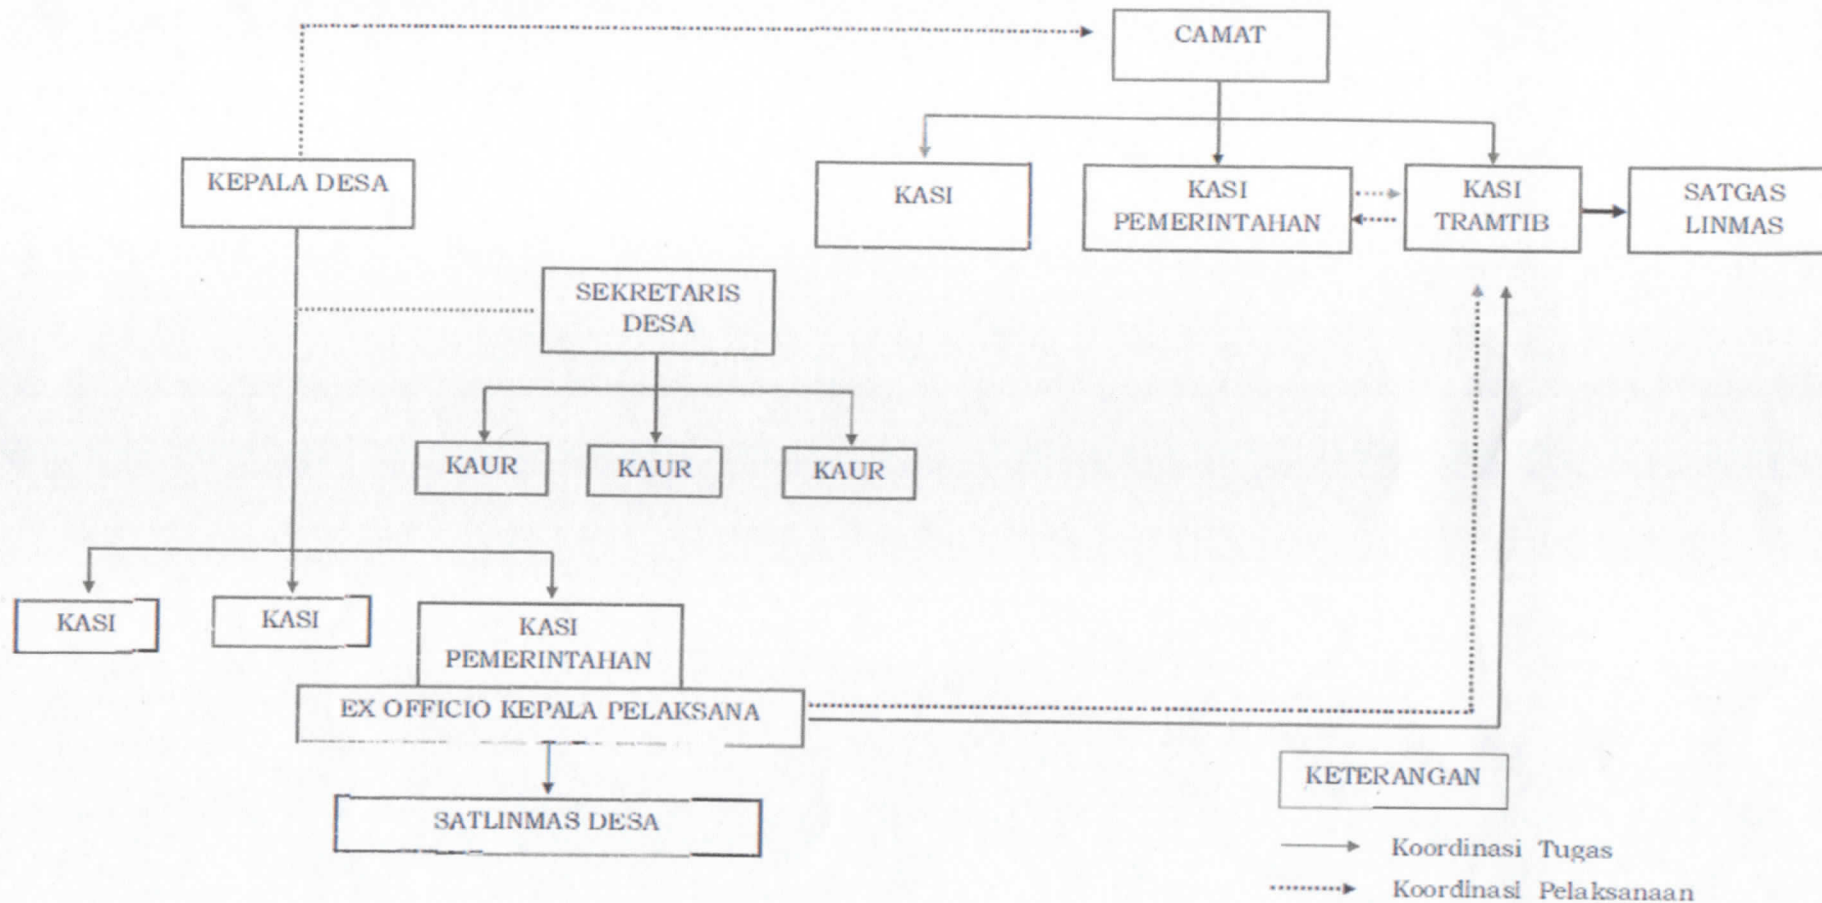 CAMAT
KEPALA DESA
KASI
KASI
PEMERINTAHAN
KASI
TRAMTIB
SATGAS
LINMAS
SEKRETARIS
DESA
KAUR
KAUR
KAUR
KASI
KASI
KASI
PEMERINTAHAN
EX OFFICIO KEPALA PELAKSANA
SATLINMAS DESA
KETERANGAN
Koordinasi Tugas
Koordinasi Pelaksanaan